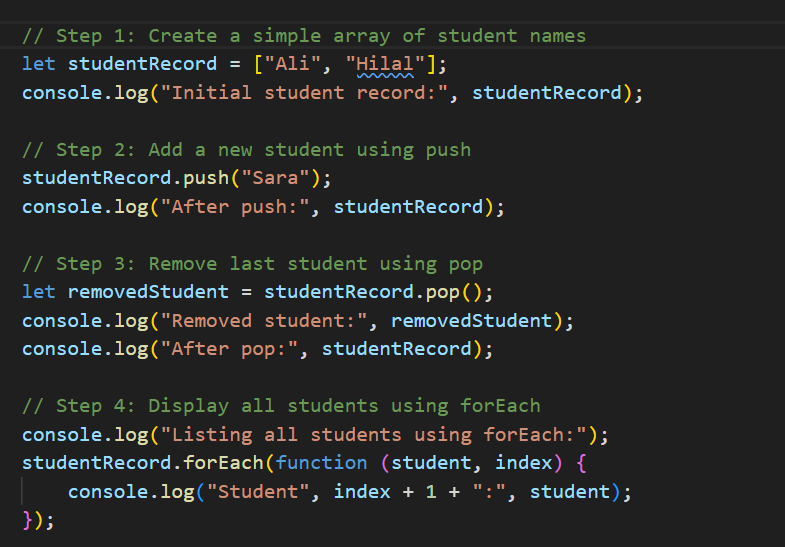 // Step 1: Create a simple array of student names
let studentRecord = ["Ali", "Hilal"];
console.log("Initial student record:", studentRecord);
// Step 2: Add a new student using push
studentRecord.push("Sara");
console.log("After push:", studentRecord);
// Step 3: Remove last student using pop
let removedStudent = studentRecord.pop();
console.log("Removed student:", removedStudent);
console.log("After pop:", studentRecord);
// Step 4: Display all students using forEach
console.log("Listing all students using forEach:");
studentRecord.forEach(function (student, index) {
    console.log("Student", index + 1 + ":", student);
});